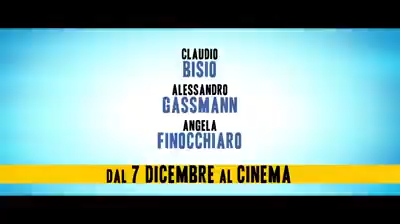 CLAUDIO
BISIO
ALESSANDRO
GASSMANN
ANGELA
FINOCCHIARO
DAL 7 DICEMBRE AL CINEMA